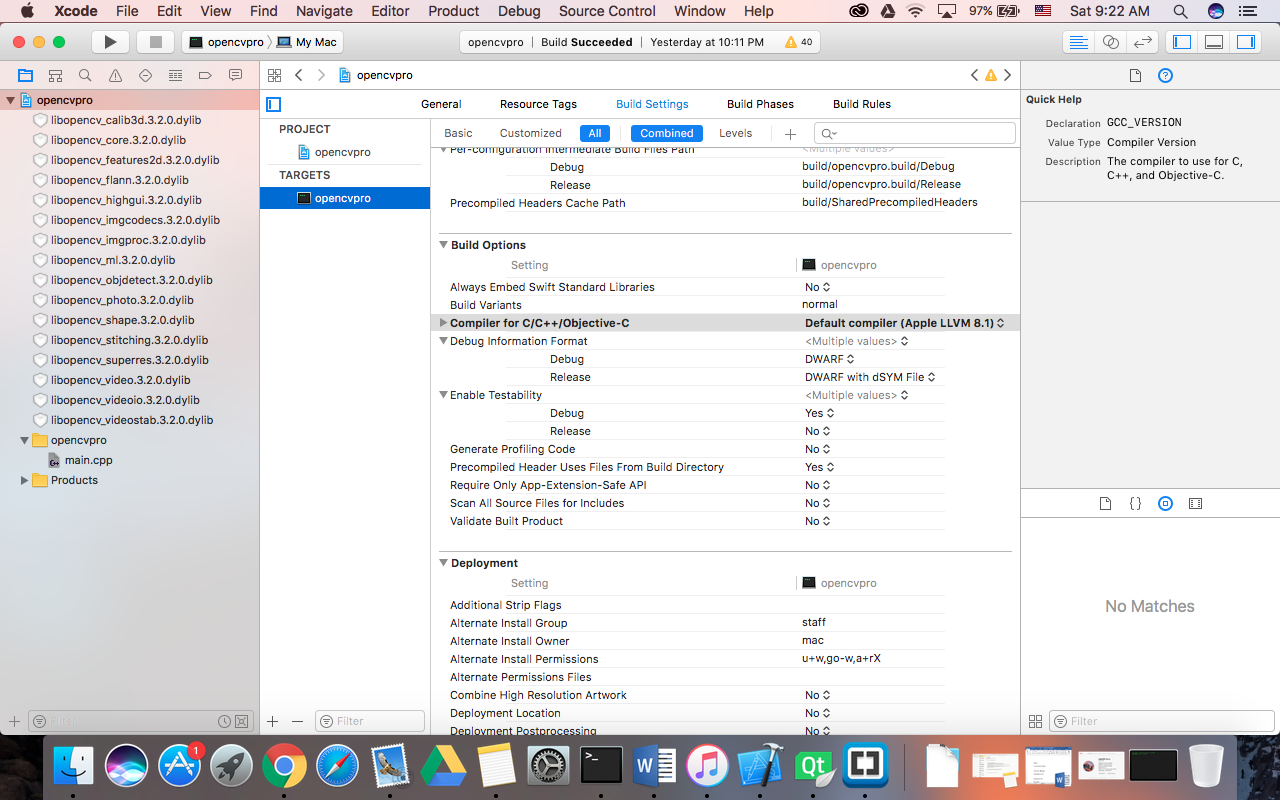 Xcode File Edit View Find Navigate Editor Product Debug Source Control Window Help 97% Sat 9:22 AM
opencvpro My Mac opencvpro | Build Succeeded | Yesterday at 10:11 PM 40
opencvpro
opencvpro
libopencv_calib3d.3.2.0.dylib
libopencv_core.3.2.0.dylib
libopencv_features2d.3.2.0.dylib
libopencv_flann.3.2.0.dylib
libopencv_highgui.3.2.0.dylib
libopencv_imgcodecs.3.2.0.dylib
libopencv_imgproc.3.2.0.dylib
libopencv_ml.3.2.0.dylib
libopencv_objdetect.3.2.0.dylib
libopencv_photo.3.2.0.dylib
libopencv_shape.3.2.0.dylib
libopencv_stitching.3.2.0.dylib
libopencv_superres.3.2.0.dylib
libopencv_video.3.2.0.dylib
libopencv_videoio.3.2.0.dylib
libopencv_videostab.3.2.0.dylib
opencvpro
main.cpp
Products
Filter
General Resource Tags Build Settings Build Phases Build Rules
PROJECT
opencvpro
TARGETS
opencvpro
Filter
Basic Customized All Combined Levels
Per-configuration Intermediate Build Files Path <Multiple values>
Debug build/opencvpro.build/Debug
Release build/opencvpro.build/Release
Precompiled Headers Cache Path build/SharedPrecompiledHeaders
Build Options
Setting opencvpro
Always Embed Swift Standard Libraries No
Build Variants normal
Compiler for C/C++/Objective-C Default compiler (Apple LLVM 8.1)
Debug Information Format <Multiple values>
Debug DWARF
Release DWARF with dSYM File
Enable Testability <Multiple values>
Debug Yes
Release No
Generate Profiling Code No
Precompiled Header Uses Files From Build Directory Yes
Require Only App-Extension-Safe API No
Scan All Source Files for Includes No
Validate Built Product No
Deployment
Setting opencvpro
Additional Strip Flags
Alternate Install Group staff
Alternate Install Owner mac
Alternate Install Permissions u+w,go-w,a+rX
Alternate Permissions Files
Combine High Resolution Artwork No
Deployment Location No
Deployment Postprocessing No
Quick Help
Declaration GCC_VERSION
Value Type Compiler Version
Description The compiler to use for C,
C++, and Objective-C.
No Matches
Filter
1
Qt